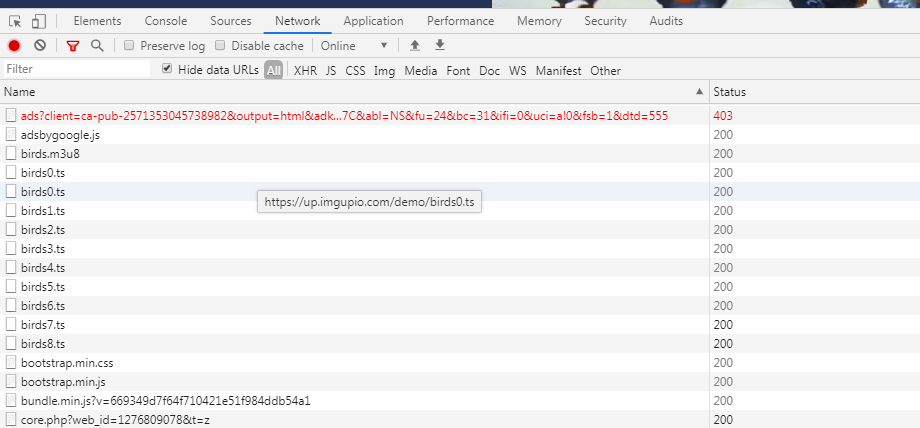 Elements Console Sources Network Application Performance Memory Security Audits
Preserve log Disable cache Online
Filter Hide data URLs All XHR JS CSS Img Media Font Doc WS Manifest Other
Name Status
ads?client=ca-pub-2571353045738982&output=html&adk...7C&abl=NS&fu=24&bc=31&ifi=0&uci=a!0&fsb=1&dtd=555 403
adsbygoogle.js 200
birds.m3u8 200
birds0.ts 200
birds0.ts 200
https://up.imgupio.com/demo/birds0.ts
birds1.ts 200
birds2.ts 200
birds3.ts 200
birds4.ts 200
birds5.ts 200
birds6.ts 200
birds7.ts 200
birds8.ts 200
bootstrap.min.css 200
bootstrap.min.js 200
bundle.min.js?v=669349d7f64f710421e51f984ddb54a1 200
core.php?web_id=1276809078&t=z 200